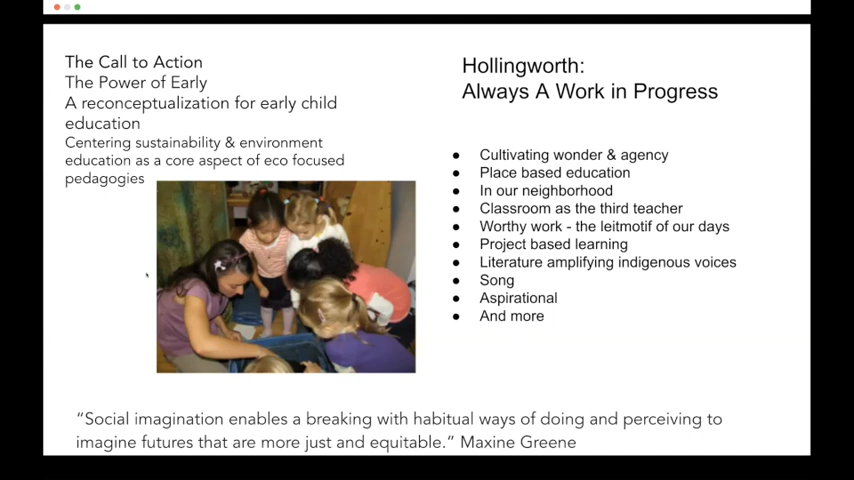 The Call to Action
The Power of Early
A reconceptualization for early child
education
Centering sustainability & environment
education as a core aspect of eco focused
pedagogies
Hollingworth:
Always A Work in Progress
● Cultivating wonder & agency
● Place based education
● In our neighborhood
● Classroom as the third teacher
● Worthy work - the leitmotif of our days
● Project based learning
● Literature amplifying indigenous voices
● Song
● Aspirational
● And more
“Social imagination enables a breaking with habitual ways of doing and perceiving to
imagine futures that are more just and equitable.” Maxine Greene